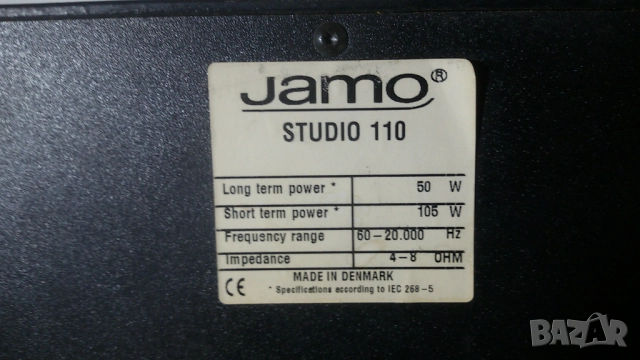 Jamo®
STUDIO 110
Long term power * 50 W
Short term power * 105 W
Frequency range 60-20.000 Hz
Impedance 4-8 OHM
MADE IN DENMARK
CE * Specifications according to IEC 268-5
BAZAR